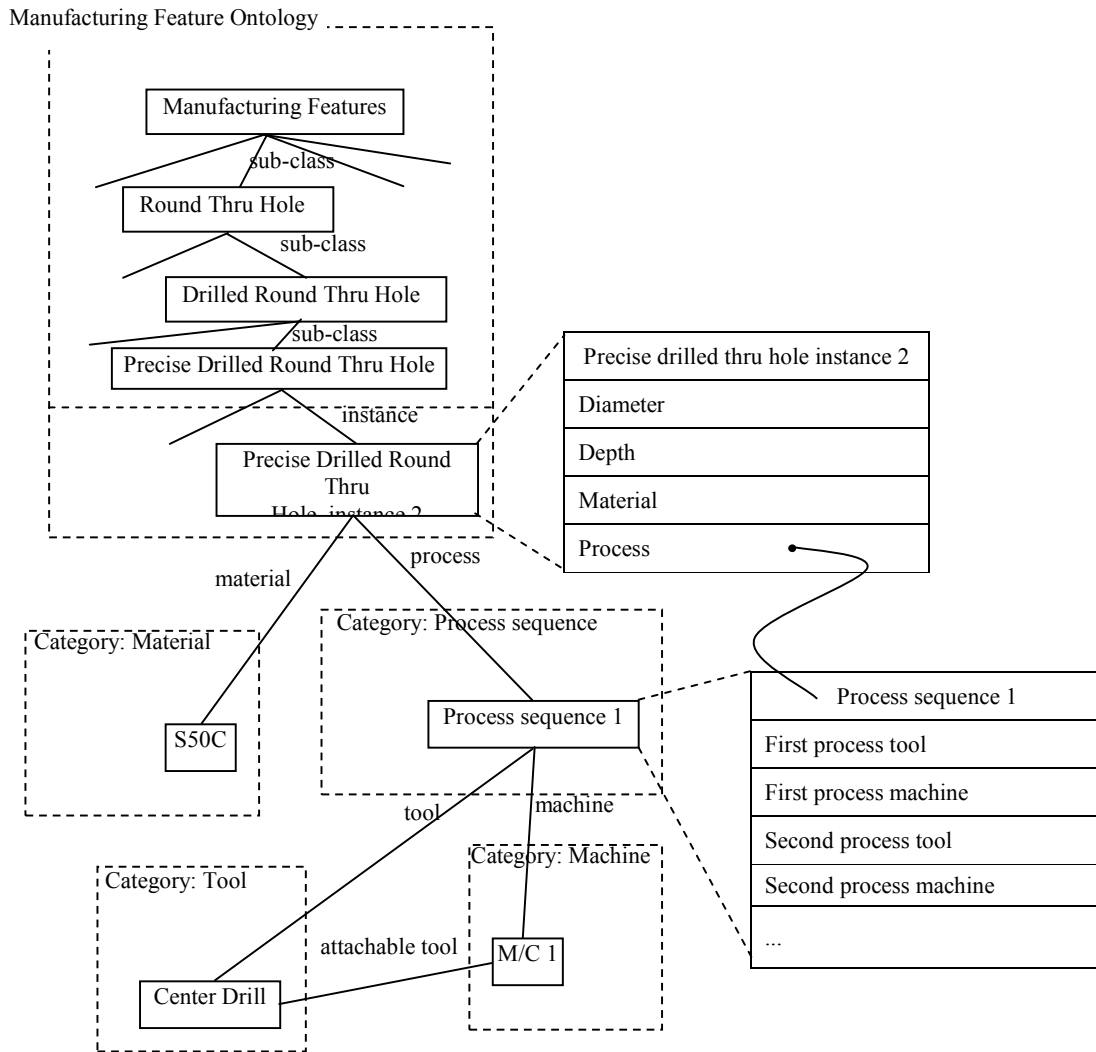 Manufacturing Feature Ontology
Manufacturing Features
sub-class
Round Thru Hole
sub-class
Drilled Round Thru Hole
sub-class
Precise Drilled Round Thru Hole
instance
Precise Drilled Round
Thru
Hole instance 2
Precise drilled thru hole instance 2
Diameter
Depth
Material
Process
process
material
Category: Material
S50C
Category: Process sequence
Process sequence 1
Process sequence 1
First process tool
First process machine
Second process tool
Second process machine
...
tool
machine
Category: Tool
Category: Machine
attachable tool
M/C 1
Center Drill